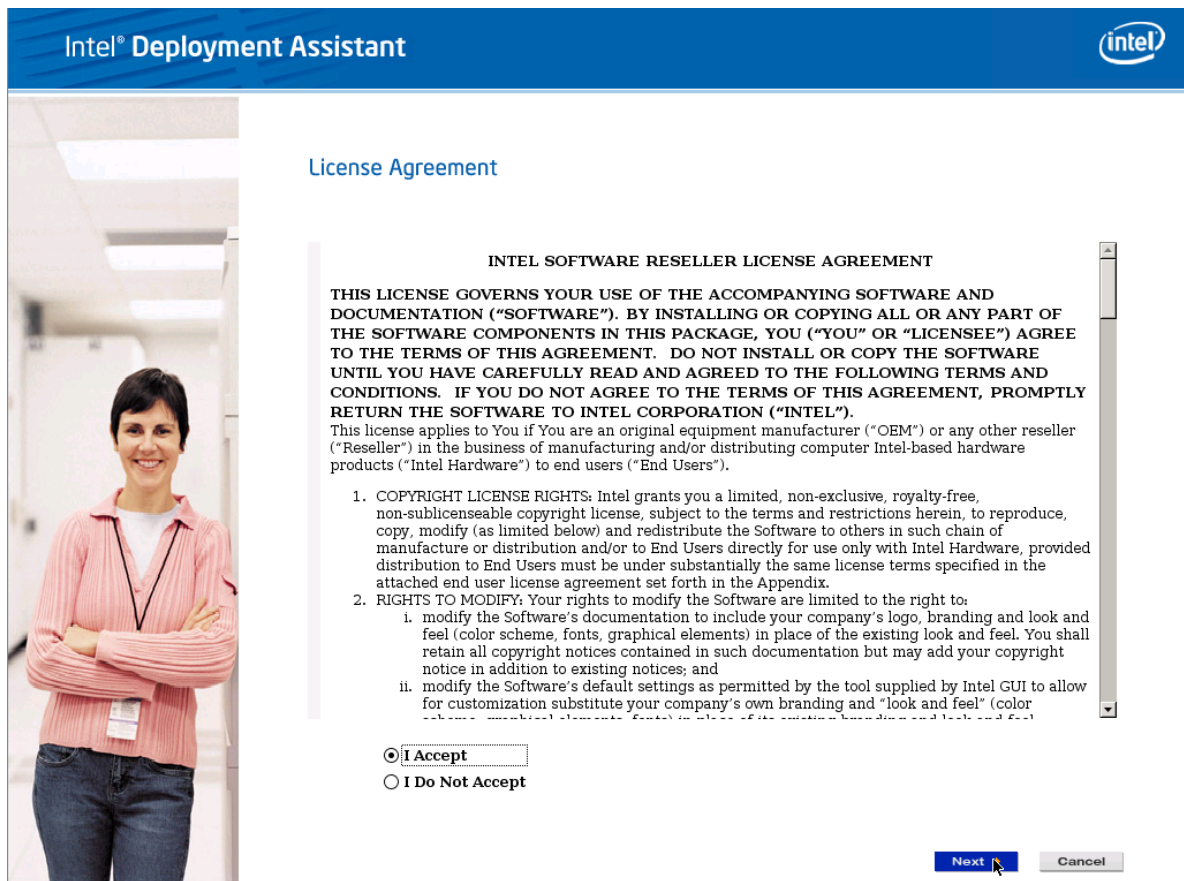 Intel® Deployment Assistant
intel
License Agreement
INTEL SOFTWARE RESELLER LICENSE AGREEMENT
THIS LICENSE GOVERNS YOUR USE OF THE ACCOMPANYING SOFTWARE AND
DOCUMENTATION (“SOFTWARE”). BY INSTALLING OR COPYING ALL OR ANY PART OF
THE SOFTWARE COMPONENTS IN THIS PACKAGE, YOU (“YOU” OR “LICENSEE”) AGREE
TO THE TERMS OF THIS AGREEMENT.  DO NOT INSTALL OR COPY THE SOFTWARE
UNTIL YOU HAVE CAREFULLY READ AND AGREED TO THE FOLLOWING TERMS AND
CONDITIONS.  IF YOU DO NOT AGREE TO THE TERMS OF THIS AGREEMENT, PROMPTLY
RETURN THE SOFTWARE TO INTEL CORPORATION (“INTEL”).
This license applies to You if You are an original equipment manufacturer (“OEM”) or any other reseller
(“Reseller”) in the business of manufacturing and/or distributing computer Intel-based hardware
products (“Intel Hardware”) to end users (“End Users”).
1. COPYRIGHT LICENSE RIGHTS: Intel grants you a limited, non-exclusive, royalty-free,
non-sublicenseable copyright license, subject to the terms and restrictions herein, to reproduce,
copy, modify (as limited below) and redistribute the Software to others in such chain of
manufacture or distribution and/or to End Users directly for use only with Intel Hardware, provided
distribution to End Users must be under substantially the same license terms specified in the
attached end user license agreement set forth in the Appendix.
2. RIGHTS TO MODIFY: Your rights to modify the Software are limited to the right to:
i. modify the Software’s documentation to include your company’s logo, branding and look and
feel (color scheme, fonts, graphical elements) in place of the existing look and feel. You shall
retain all copyright notices contained in such documentation but may add your copyright
notice in addition to existing notices; and
ii. modify the Software’s default settings as permitted by the tool supplied by Intel GUI to allow
for customization substitute your company’s own branding and “look and feel” (color
scheme, graphical elements, fonts) in place of its existing branding and look and feel
I Accept
I Do Not Accept
Next
Cancel